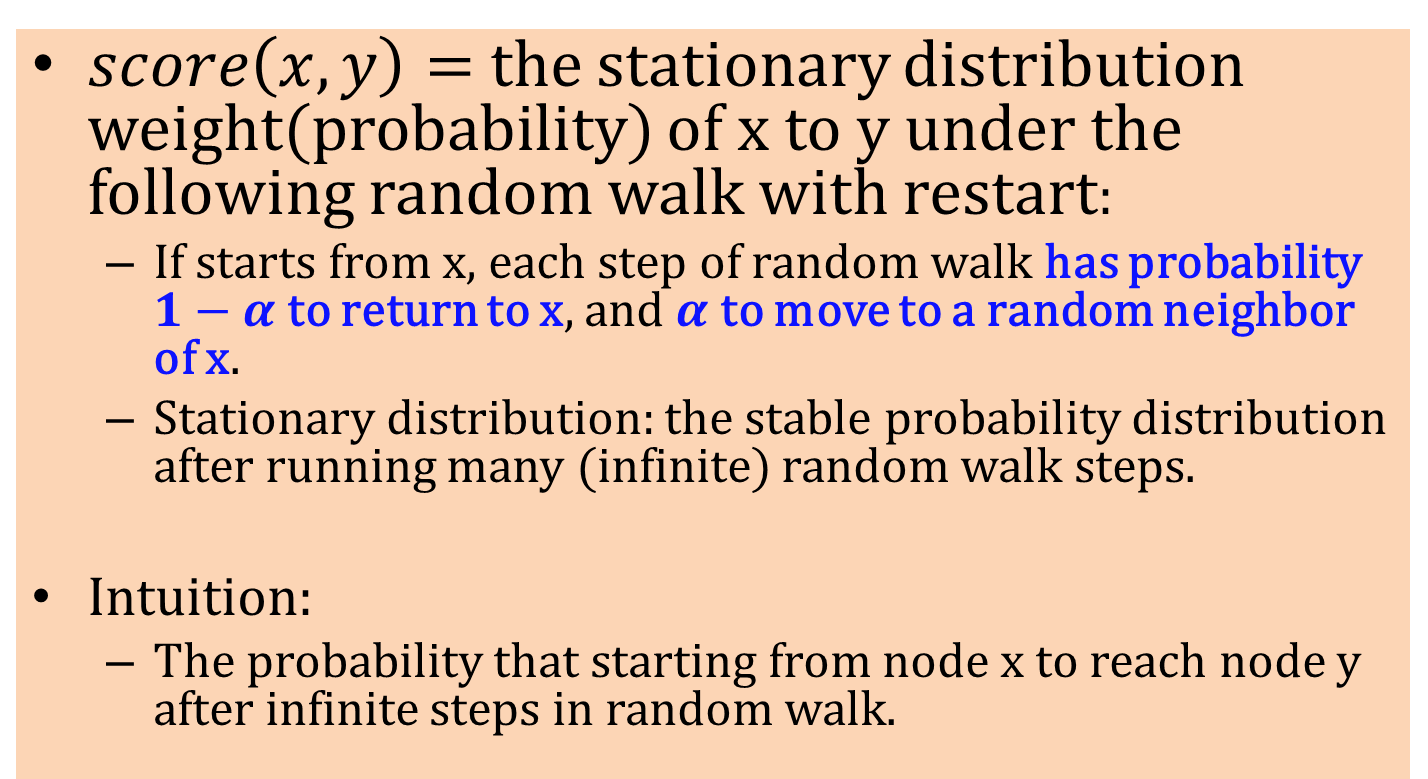 • score(x, y) = the stationary distribution
weight(probability) of x to y under the
following random walk with restart:
– If starts from x, each step of random walk has probability
1 − α to return to x, and α to move to a random neighbor
of x.
– Stationary distribution: the stable probability distribution
after running many (infinite) random walk steps.
• Intuition:
– The probability that starting from node x to reach node y
after infinite steps in random walk.